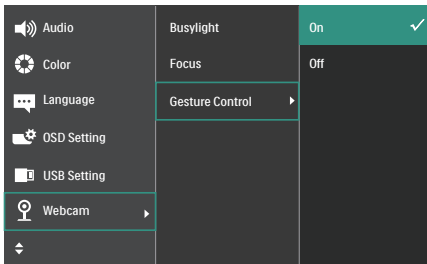 Audio
Color
Language
OSD Setting
USB Setting
Webcam
Busylight
Focus
Gesture Control
On
Off